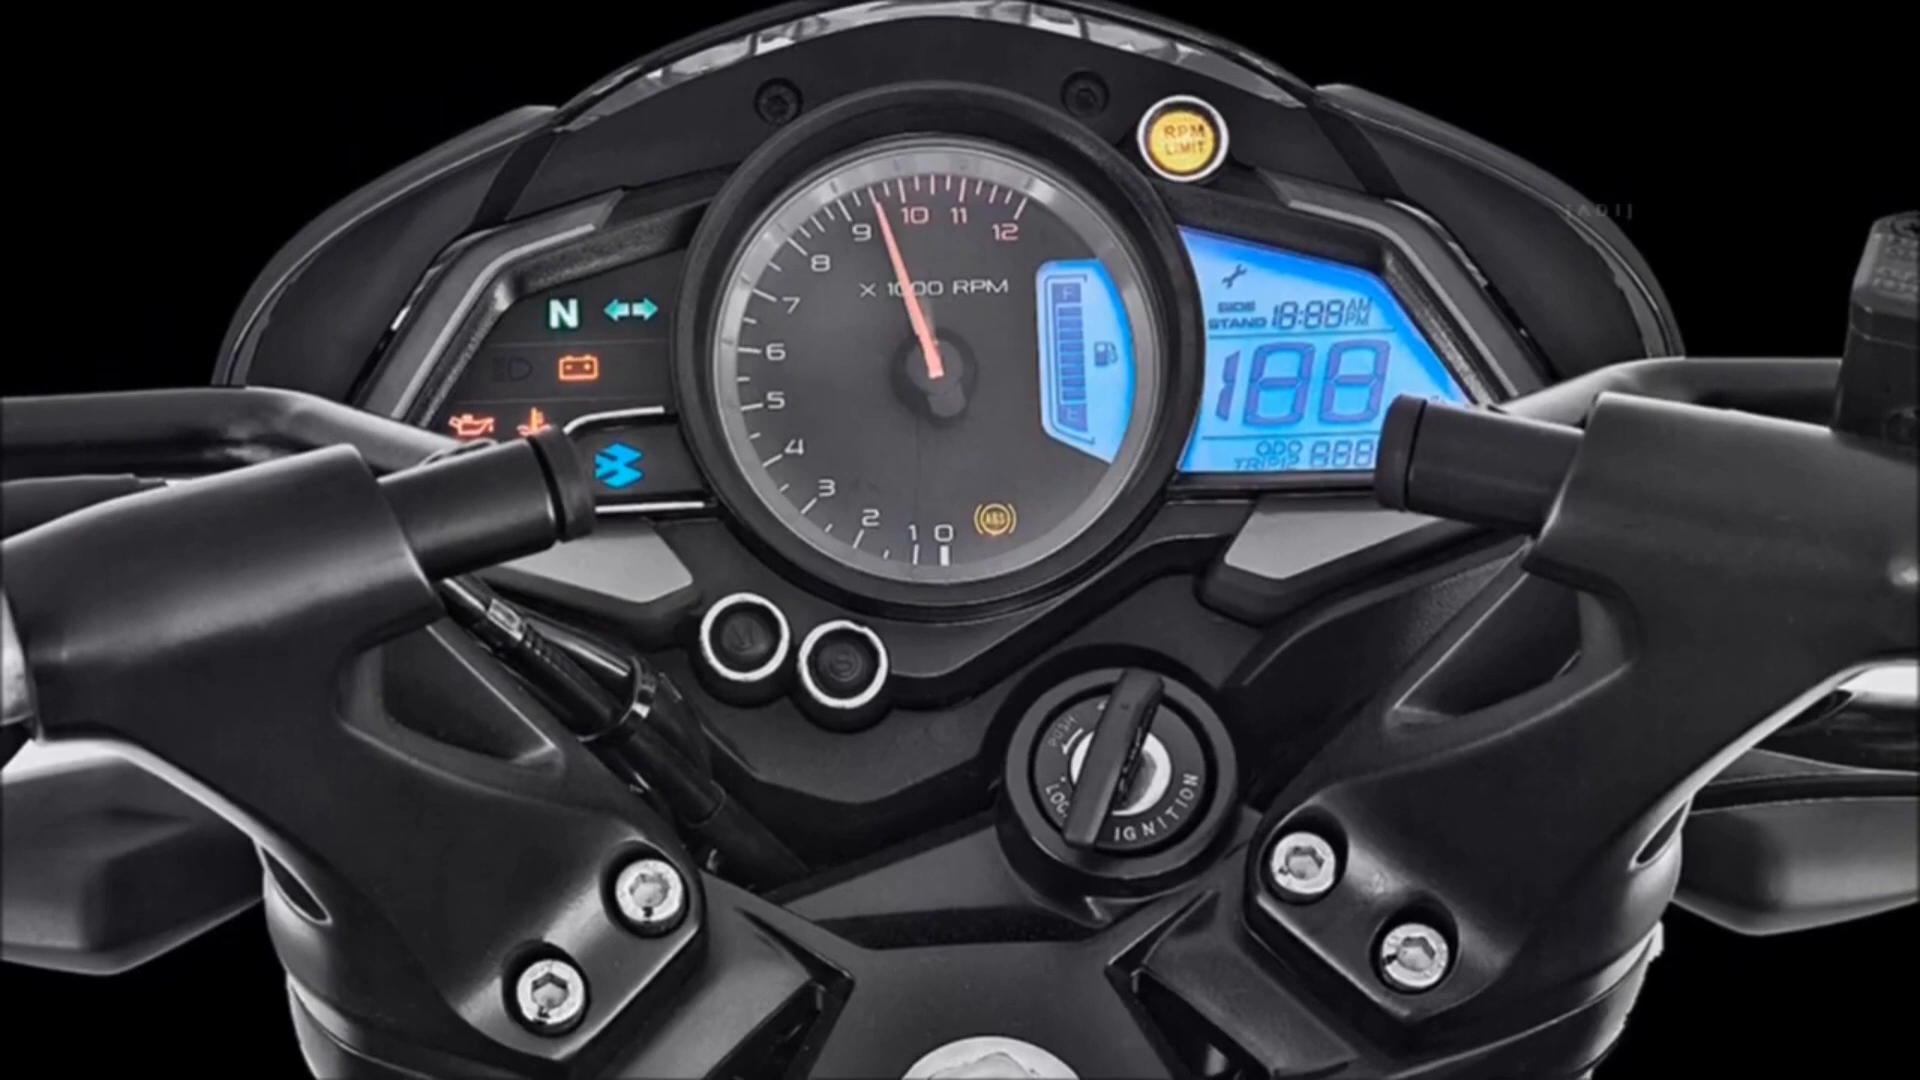 RPM
LIMIT
[ADI]
10 11
9 12
8
X 1000 RPM
7
N
F
SIDE
STAND 18:88 AM
PM
6
188
5
4
ODO
TRIP 888
3
E
2
1 0
ABS
M
S
PUSH
LOCK
IGNITION